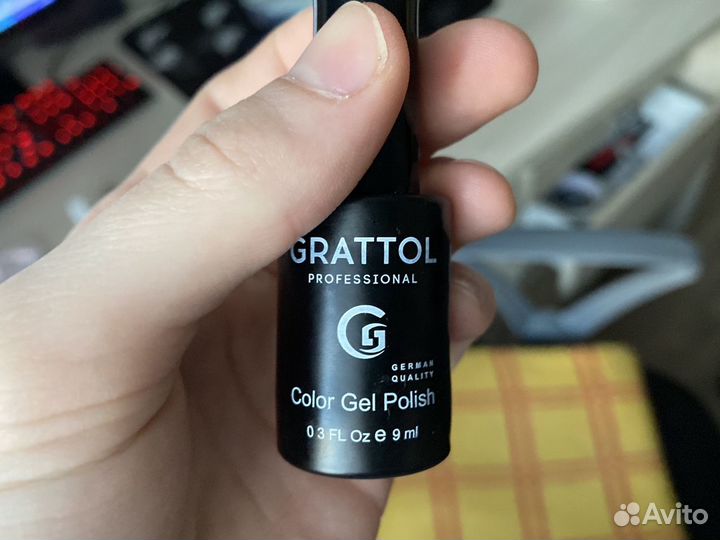 GRATTOL
PROFESSIONAL
GERMAN
QUALITY
Color Gel Polish
0 3 FL Oz e 9 ml
Avito